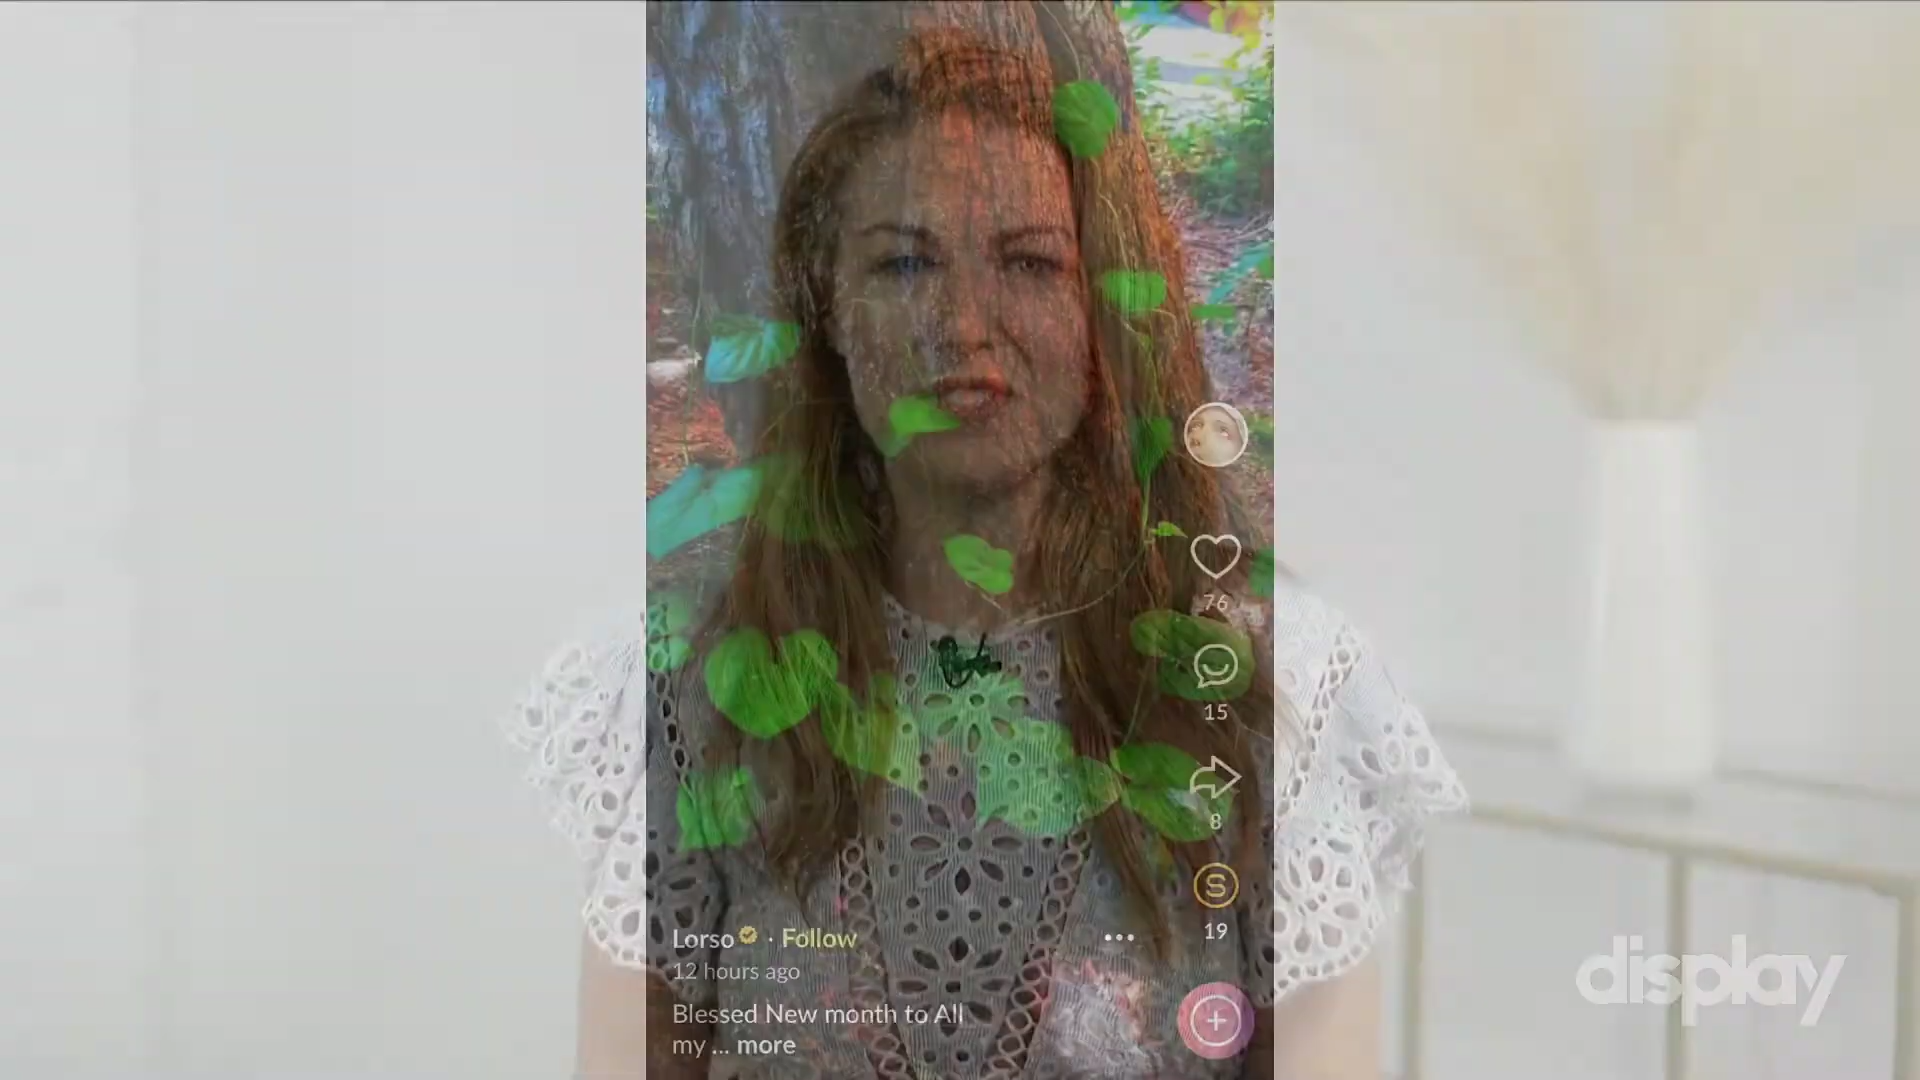 76
15
8
19
Lorso · Follow
12 hours ago
Blessed New month to All
my ... more
display